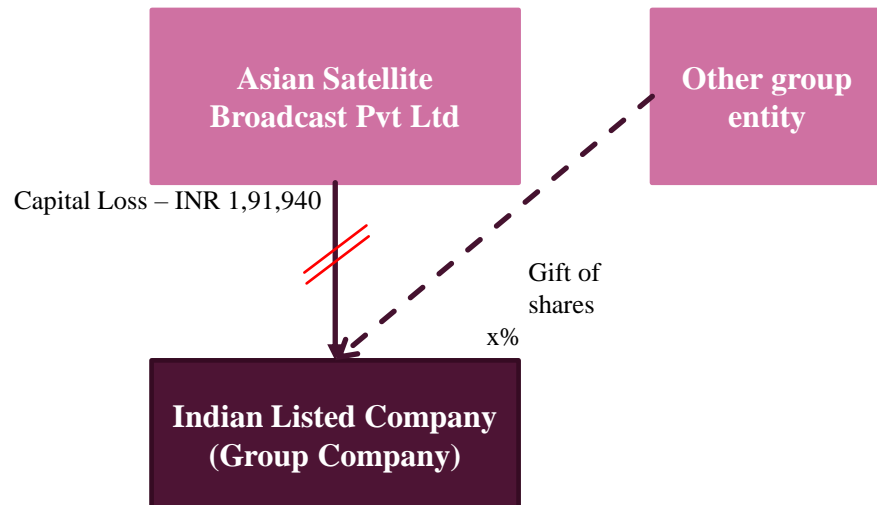 Asian Satellite
Broadcast Pvt Ltd
Other group
entity
Capital Loss – INR 1,91,940
Gift of
shares
x%
Indian Listed Company
(Group Company)